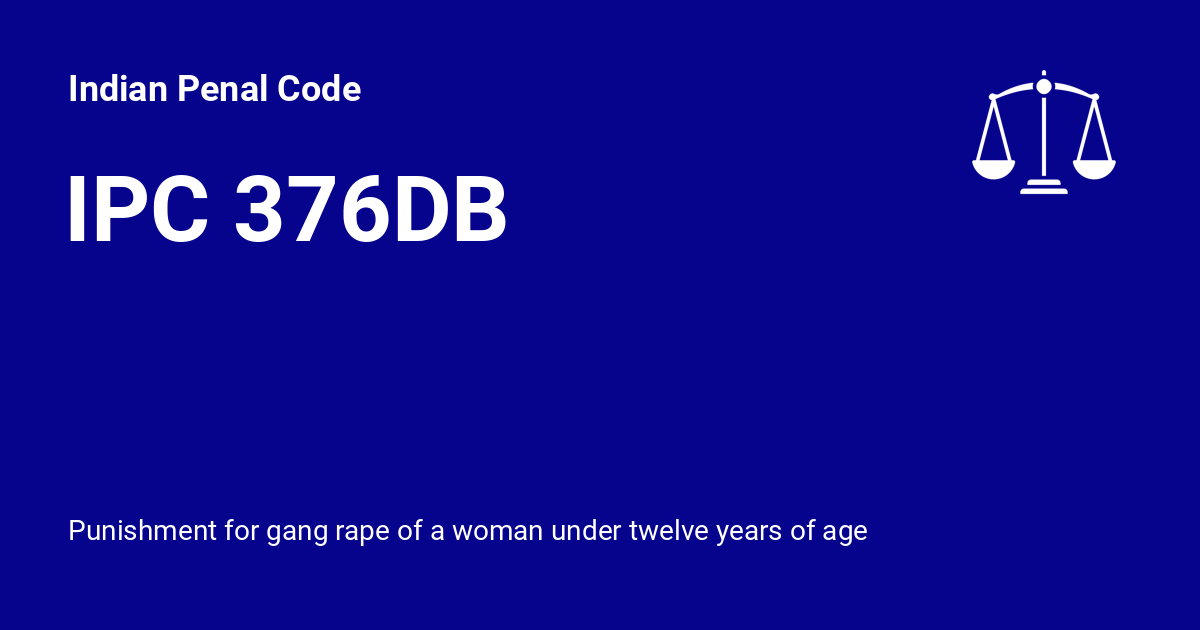 Indian Penal Code
IPC 376DB
Punishment for gang rape of a woman under twelve years of age